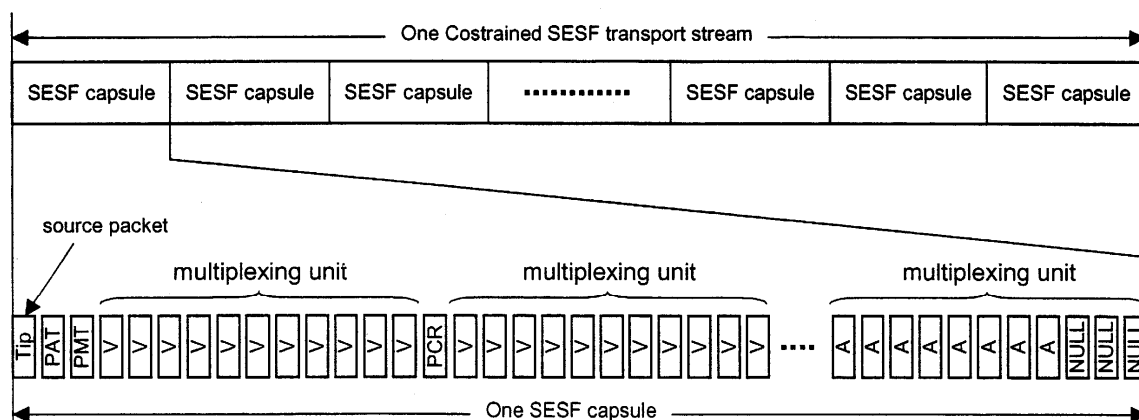 One Costrained SESF transport stream
SESF capsule SESF capsule SESF capsule SESF capsule SESF capsule SESF capsule
source packet
multiplexing unit multiplexing unit multiplexing unit
Tip PAT PMT V V V V V V V V V V V PCR V V V V V V V V V V V A A A A A A A A NULL NULL NULL
One SESF capsule